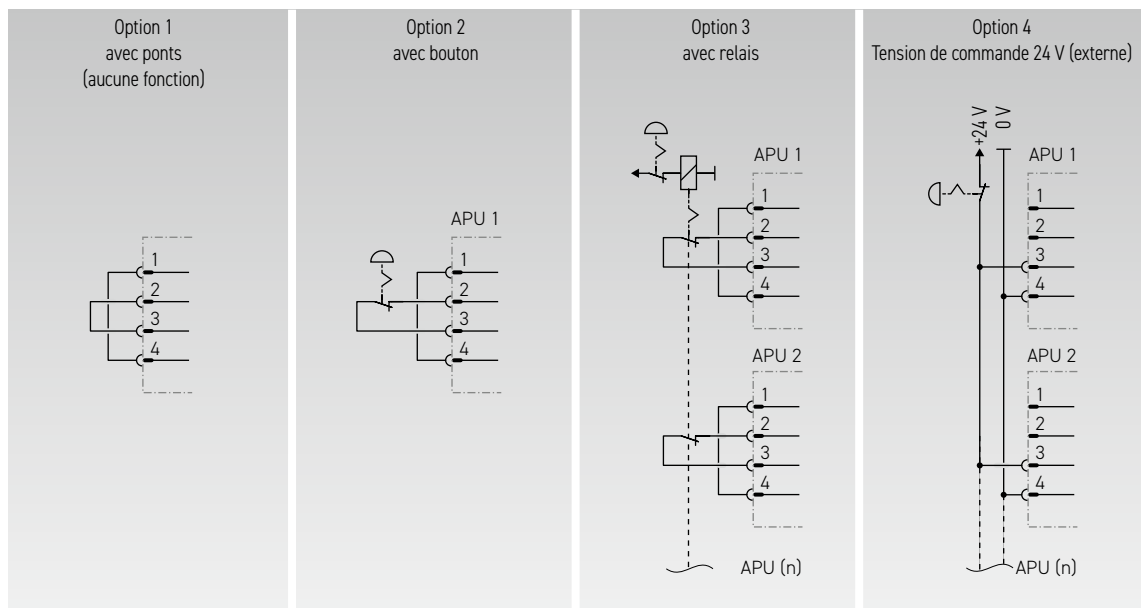 Option 1
avec ponts
(aucune fonction)
1
2
3
4
Option 2
avec bouton
APU 1
1
2
3
4
Option 3
avec relais
APU 1
1
2
3
4
APU 2
1
2
3
4
APU (n)
Option 4
Tension de commande 24 V (externe)
+24 V
0 V
APU 1
1
2
3
4
APU 2
1
2
3
4
APU (n)